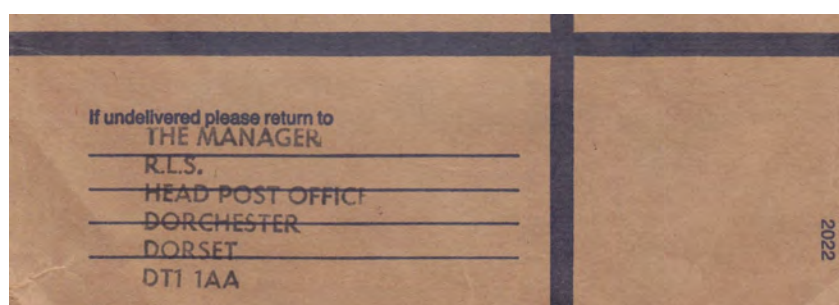 If undelivered please return to
THE MANAGER
R.L.S.
HEAD POST OFFICE
DORCHESTER
DORSET
DT1 1AA
2022